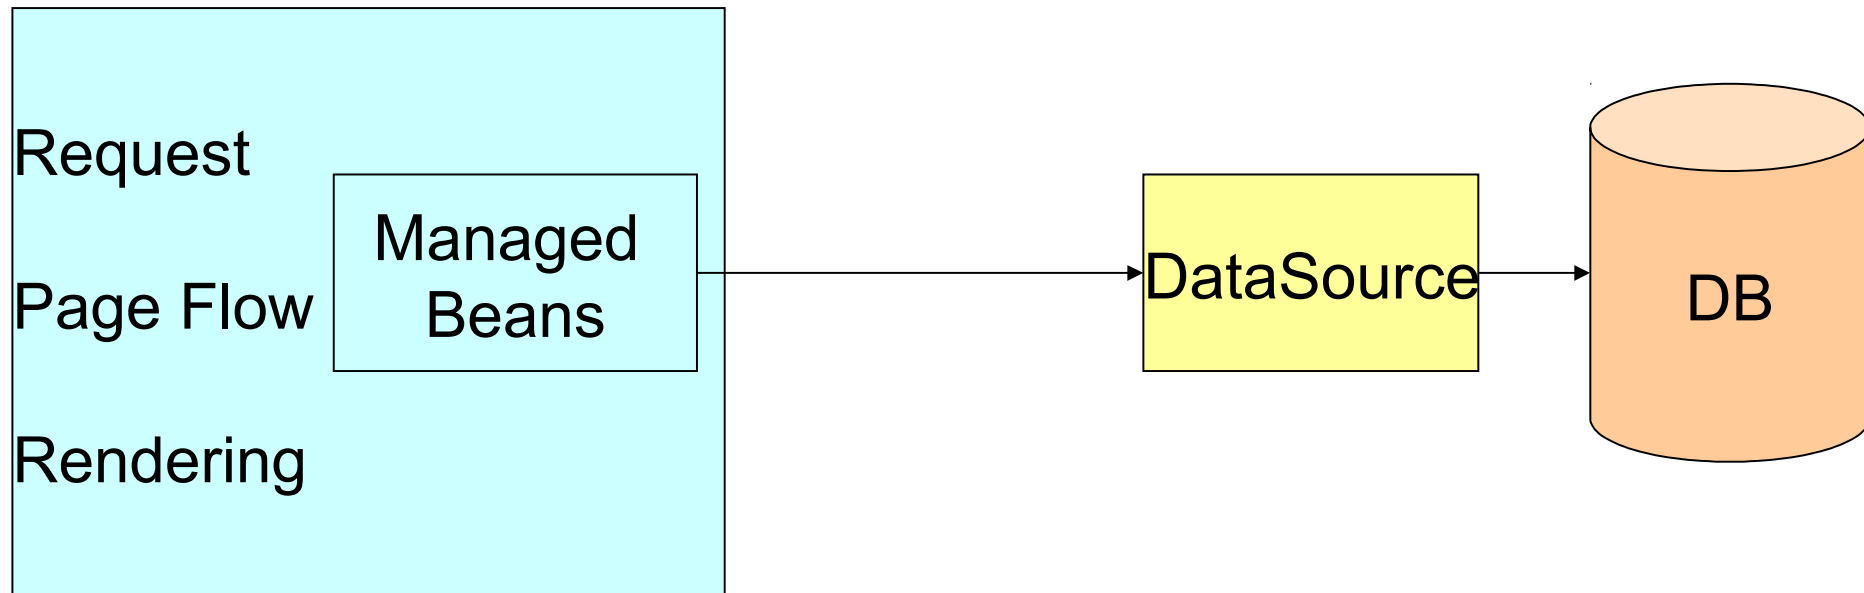 Request
Managed
Beans
Page Flow
Rendering
DataSource
DB